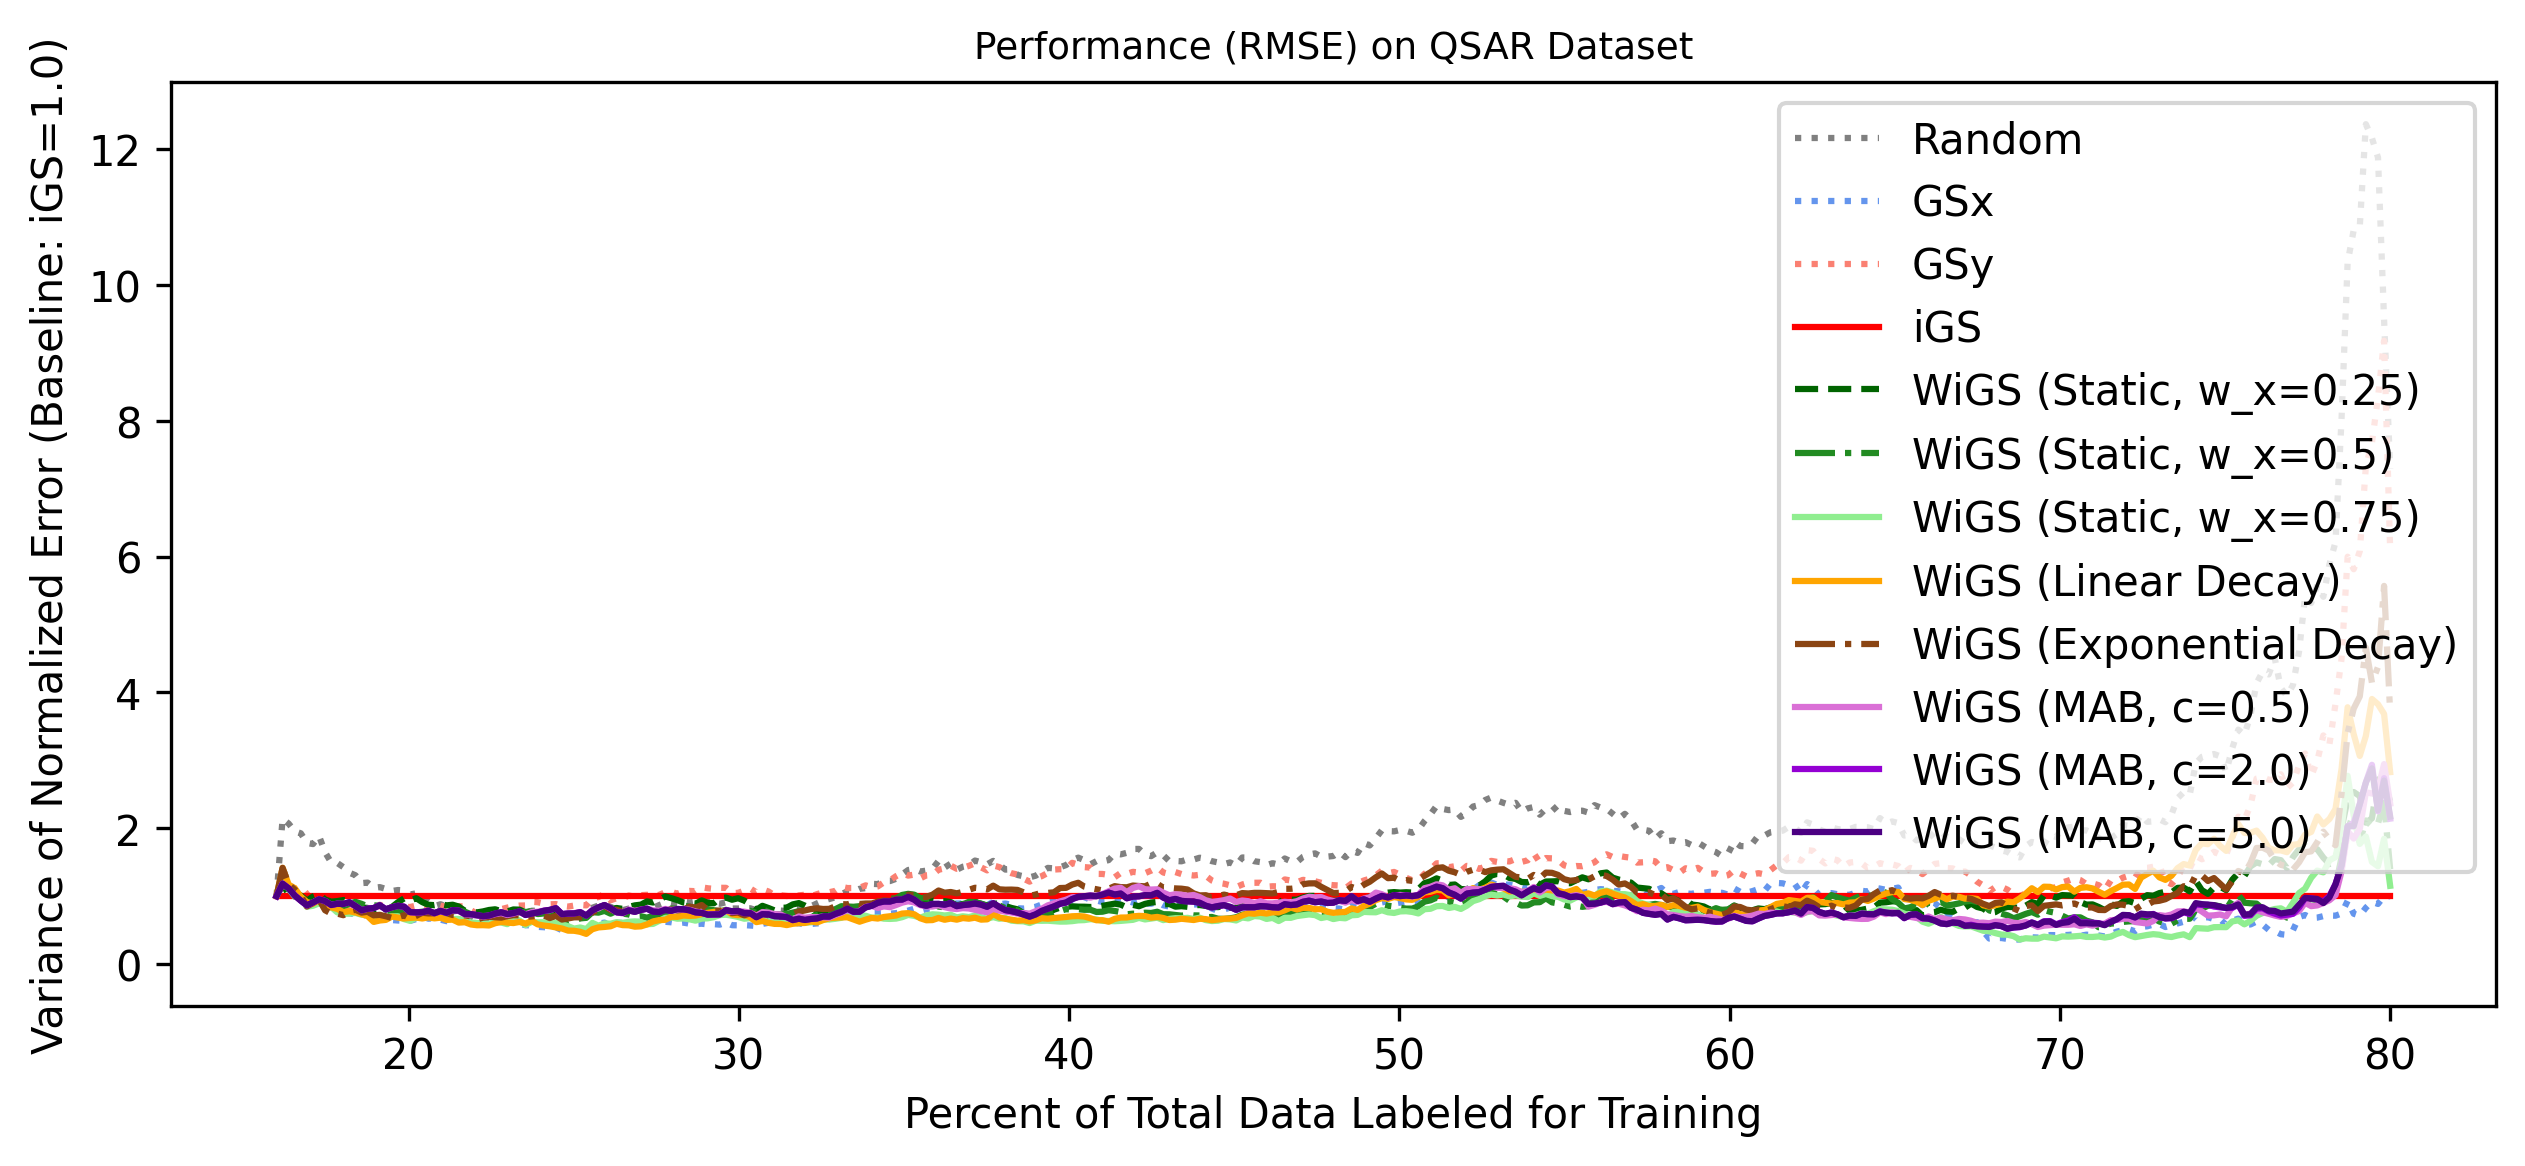 Performance (RMSE) on QSAR Dataset
Variance of Normalized Error (Baseline: iGS=1.0)
12
10
8
6
4
2
0
20 30 40 50 60 70 80
Percent of Total Data Labeled for Training
Random
GSx
GSy
iGS
WiGS (Static, w_x=0.25)
WiGS (Static, w_x=0.5)
WiGS (Static, w_x=0.75)
WiGS (Linear Decay)
WiGS (Exponential Decay)
WiGS (MAB, c=0.5)
WiGS (MAB, c=2.0)
WiGS (MAB, c=5.0)